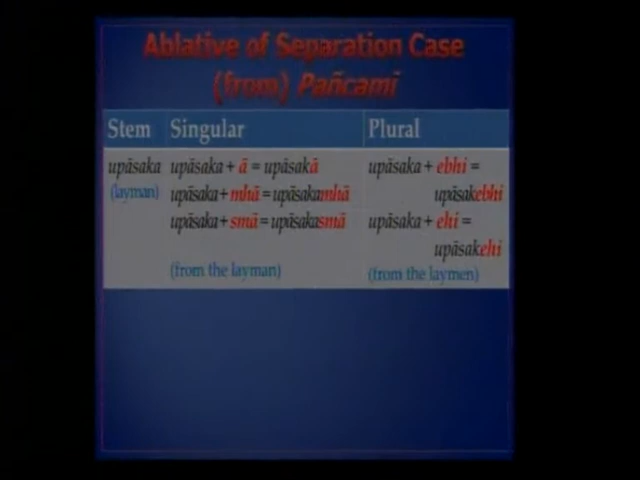 Ablative of Separation Case
(from) Pañcamī
Stem Singular Plural
upāsaka upāsaka + ā = upāsakā upāsaka + ebhi =
(layman) upāsaka + mhā = upāsakamhā upāsakebhi
upāsaka + smā = upāsakasmā upāsaka + ehi =
upāsakehi
(from the layman) (from the laymen)